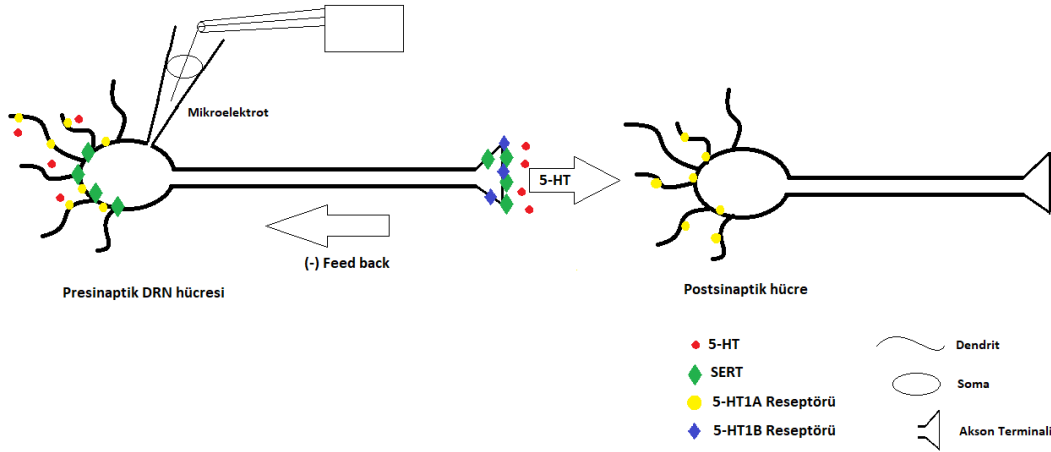 Mikroelektrot
5-HT
(-) Feed back
Presinaptik DRN hücresi
Postsinaptik hücre
5-HT
SERT
5-HT1A Reseptörü
5-HT1B Reseptörü
Dendrit
Soma
Akson Terminali